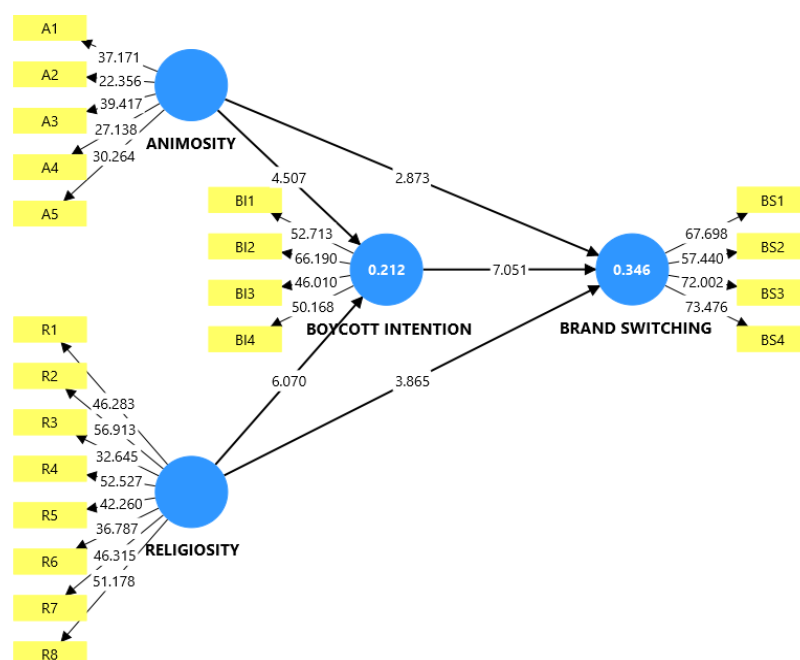 A1
A2
A3
A4
A5
37.171
22.356
39.417
27.138
30.264
ANIMOSITY
4.507
2.873
BI1
BI2
BI3
BI4
52.713
66.190
46.010
50.168
0.212
BOYCOTT INTENTION
7.051
0.346
BRAND SWITCHING
67.698
57.440
72.002
73.476
BS1
BS2
BS3
BS4
6.070
3.865
R1
R2
R3
R4
R5
R6
R7
R8
46.283
56.913
32.645
52.527
42.260
36.787
46.315
51.178
RELIGIOSITY